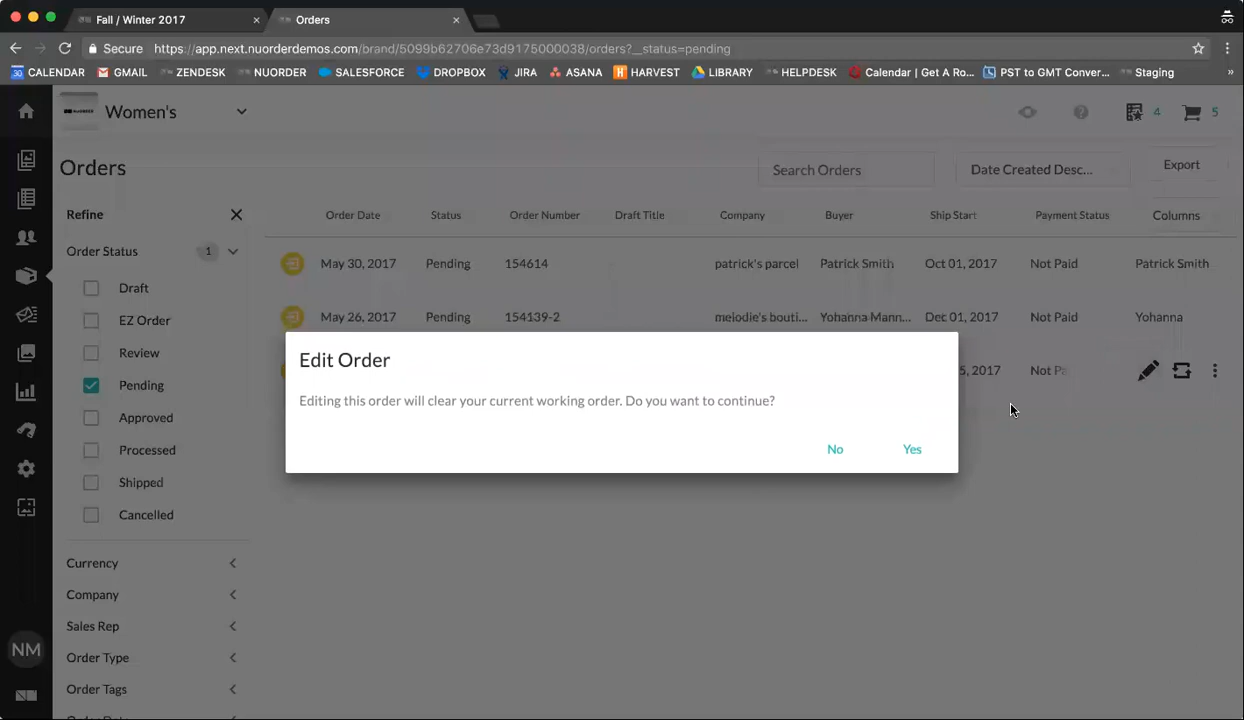 Fall / Winter 2017
Orders
Secure https://app.next.nuorderdemos.com/brand/5099b62706e73d9175000038/orders?__status=pending
CALENDAR GMAIL ZENDESK NUORDER SALESFORCE DROPBOX JIRA ASANA HARVEST LIBRARY HELPDESK Calendar | Get A Ro... PST to GMT Conver... Staging »
Women's 4 5
Orders Search Orders Date Created Desc... Export
Refine Order Date Status Order Number Draft Title Company Buyer Ship Start Payment Status Columns
Order Status 1
May 30, 2017 Pending 154614 patrick's parcel Patrick Smith Oct 01, 2017 Not Paid Patrick Smith
Draft
EZ Order
May 26, 2017 Pending 154139-2 melodie's bouti... Yohanna Mann... Dec 01, 2017 Not Paid Yohanna
Review
Pending
5, 2017 Not Pa
Approved
Processed
Shipped
Cancelled
Edit Order
Editing this order will clear your current working order. Do you want to continue?
No Yes
Currency
Company
Sales Rep
Order Type
Order Tags
NM